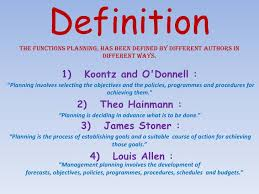 Definition
The functions planning, has been defined by different authors in
different ways.
1) Koontz and O'Donnell :
"Planning involves selecting the objectives and the policies, programmes and procedures for
achieving them."
2) Theo Hainmann :
"Planning is deciding in advance what is to be done."
3) James Stoner :
"Planning is the process of establishing goals and a suitable course of action for achieving
those goals."
4) Louis Allen :
"Management planning involves the development of
forecasts, objectives, policies, programmes, procedures, schedules and budgets."